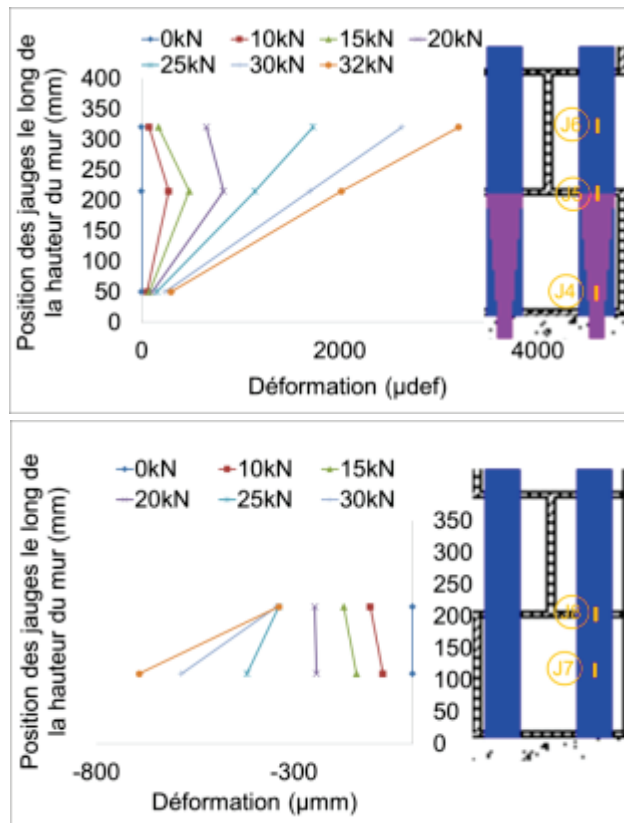 0kN 10kN 15kN 20kN
25kN 30kN 32kN
Position des jauges le long de
la hauteur du mur (mm)
400
350
300
250
200
150
100
50
0
0 2000 4000
Déformation (μdef)
J6
J5
J4
0kN 10kN 15kN
20kN 25kN 30kN
Position des jauges le long de
la hauteur du mur (mm)
350
300
250
200
150
100
50
0
-800 -300
Déformation (μmm)
J8
J7